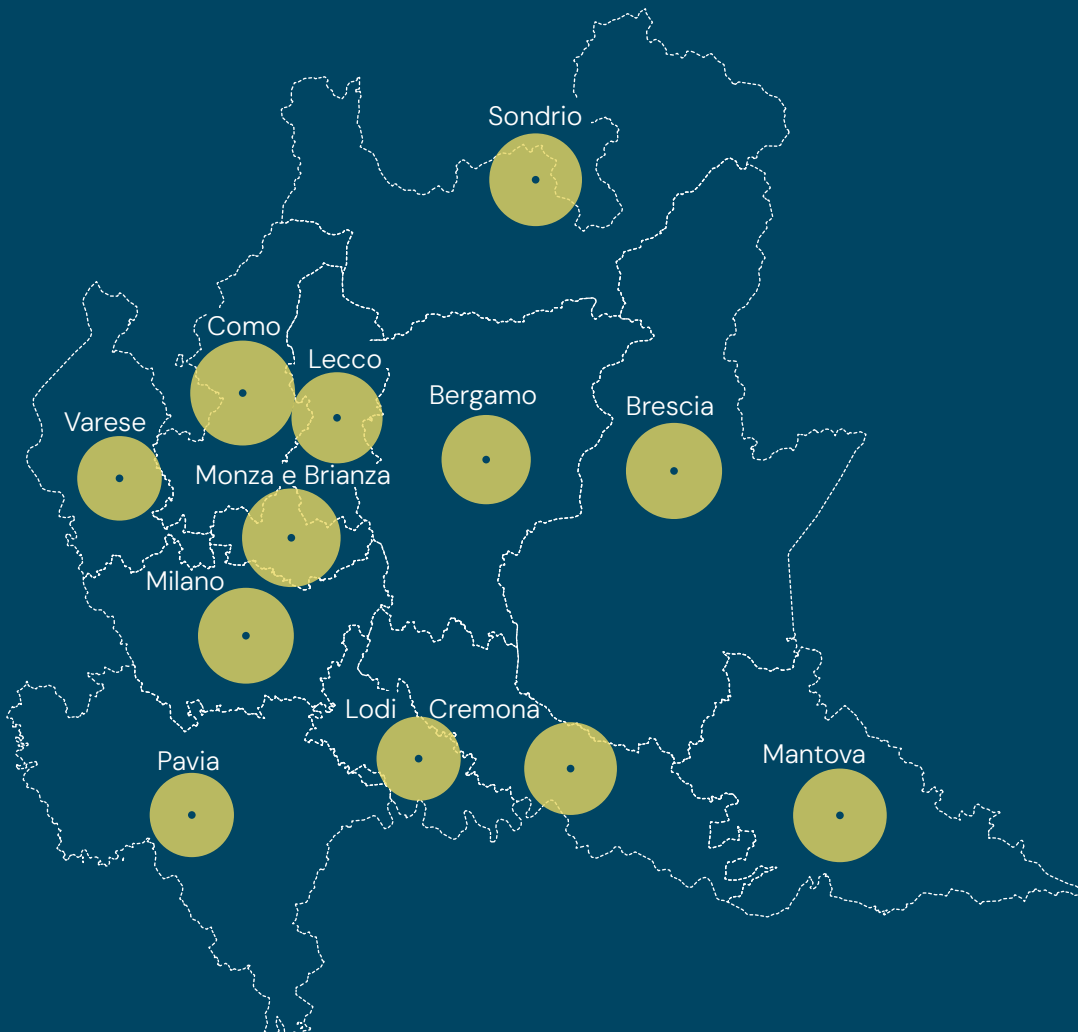 Sondrio
Como
Lecco
Bergamo
Brescia
Varese
Monza e Brianza
Milano
Lodi
Cremona
Pavia
Mantova